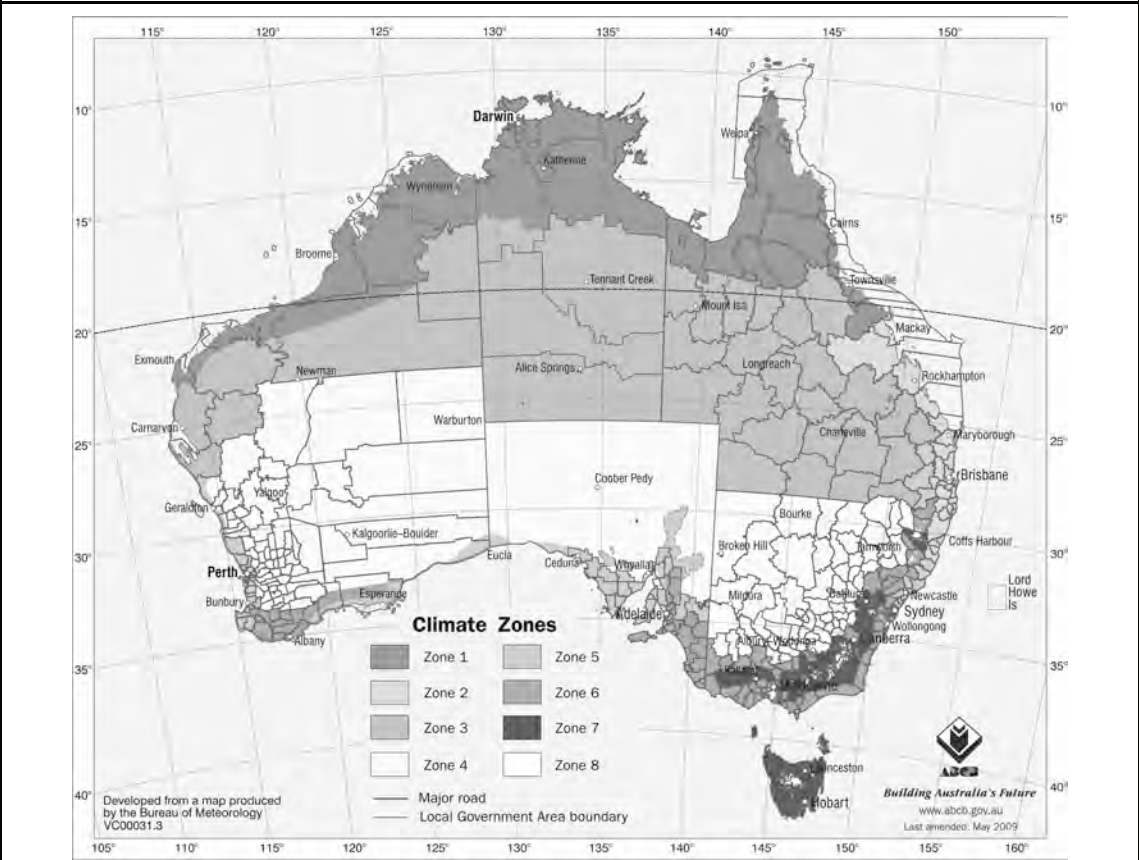 115° 120° 125° 130° 135° 140° 145° 150°
10° 10°
Darwin
Weipa
Katherine
Wyndham
15° 15°
Cairns
Broome
Tennant Creek
Townsville
Mount Isa
20° 20°
Mackay
Exmouth
Newman
Alice Springs
Longreach
Rockhampton
Carnarvon
Warburton
25° 25°
Charleville
Maryborough
Coober Pedy
Brisbane
Yalgoo
Geraldton
Bourke
Kalgoorlie–Boulder
Broken Hill
Tamworth
Coffs Harbour
30° 30°
Eucla
Ceduna
Whyalla
Perth
Lord
Howe
Is
Esperance
Mildura
Newcastle
Bunbury
Adelaide
Sydney
Wollongong
Albany
Albury-Wodonga
Canberra
35° 35°
Climate Zones
Zone 1 Zone 5
Zone 2 Zone 6
Zone 3 Zone 7
Zone 4 Zone 8
Major road
Local Government Area boundary
Launceston
Hobart
40° 40°
Developed from a map produced
by the Bureau of Meteorology
VC00031.3
ABCB
Building Australia's Future
www.abcb.gov.au
Last amended: May 2009
105° 110° 115° 120° 125° 130° 135° 140° 145° 150° 155° 160°